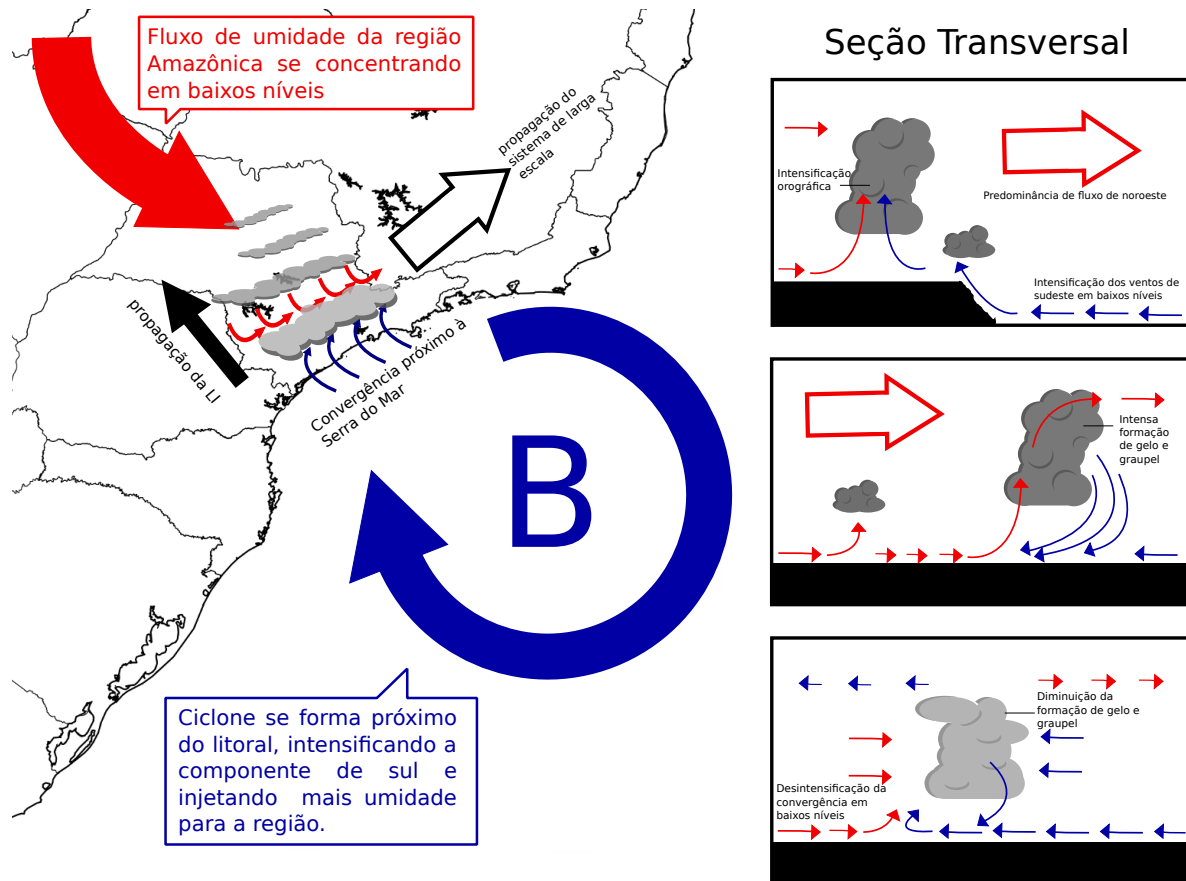 Fluxo de umidade da região
Amazônica se concentrando
em baixos níveis
propagação do
sistema de larga
escala
propagação da LI
Convergência próximo à
Serra do Mar
B
Ciclone se forma próximo
do litoral, intensificando a
componente de sul e
injetando mais umidade
para a região.
Seção Transversal
Intensificação
orográfica
Predominância de fluxo de noroeste
Intensificação dos ventos de
sudeste em baixos níveis
Intensa
formação
de gelo e
graupel
Diminuição da
formação de gelo e
graupel
Desintensificação da
convergência em
baixos níveis